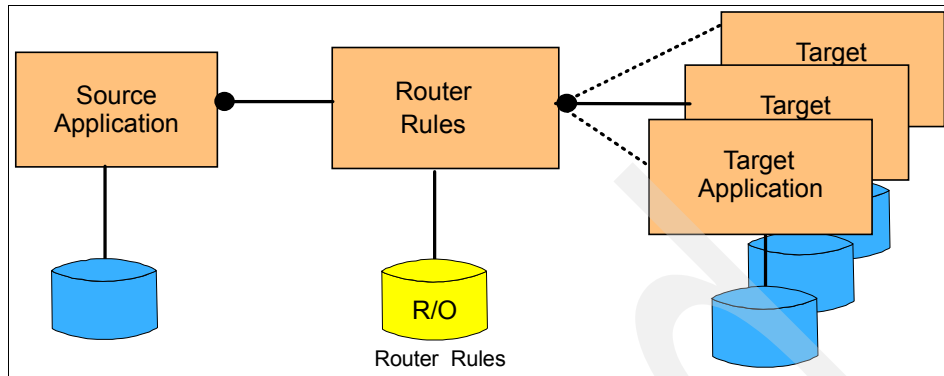 Source
Application
Router
Rules
Target
Target
Target
Application
R/O
Router Rules